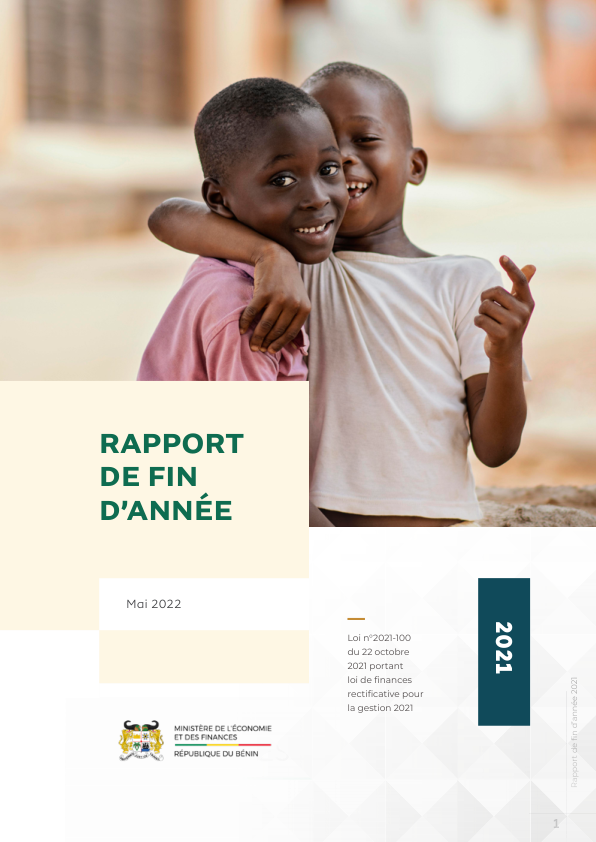 RAPPORT
DE FIN
D'ANNÉE
Mai 2022
Loi n°2021-100
du 22 octobre
2021 portant
loi de finances
rectificative pour
la gestion 2021
2021
MINISTÈRE DE L'ÉCONOMIE
ET DES FINANCES
RÉPUBLIQUE DU BÉNIN
Rapport de fin d'année 2021
1